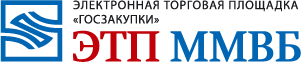 ЭЛЕКТРОННАЯ ТОРГОВАЯ ПЛОЩАДКА
«ГОСЗАКУПКИ»
ЭТП ММВБ